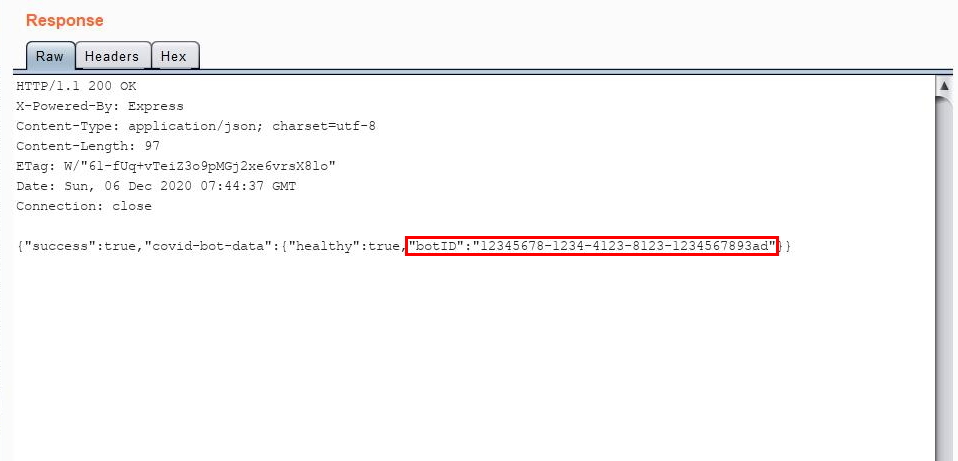 Response
Raw Headers Hex
HTTP/1.1 200 OK
X-Powered-By: Express
Content-Type: application/json; charset=utf-8
Content-Length: 97
ETag: W/"61-fUq+vTeiZ3o9pMGj2xe6vrsX8lo"
Date: Sun, 06 Dec 2020 07:44:37 GMT
Connection: close
{"success":true,"covid-bot-data":{"healthy":true,"botID":"12345678-1234-4123-8123-1234567893ad"}}